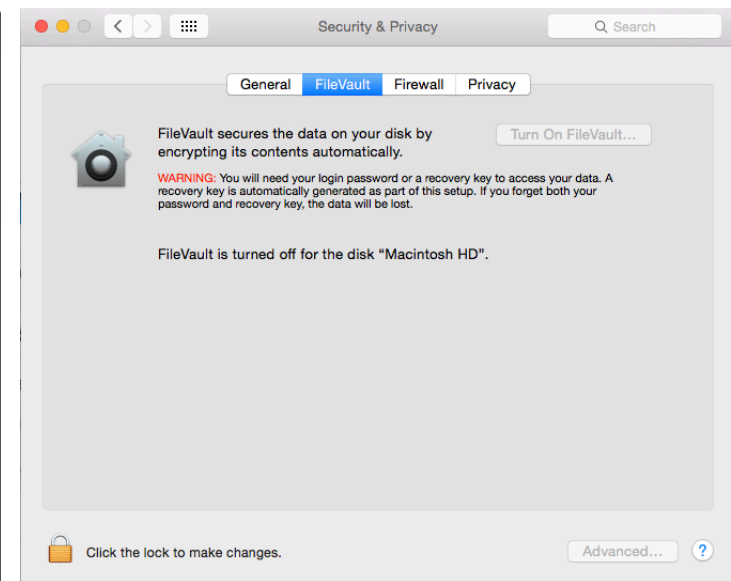 Security & Privacy
Search
General FileVault Firewall Privacy
FileVault secures the data on your disk by
encrypting its contents automatically.
Turn On FileVault...
WARNING: You will need your login password or a recovery key to access your data. A
recovery key is automatically generated as part of this setup. If you forget both your
password and recovery key, the data will be lost.
FileVault is turned off for the disk “Macintosh HD”.
Click the lock to make changes.
Advanced...
?